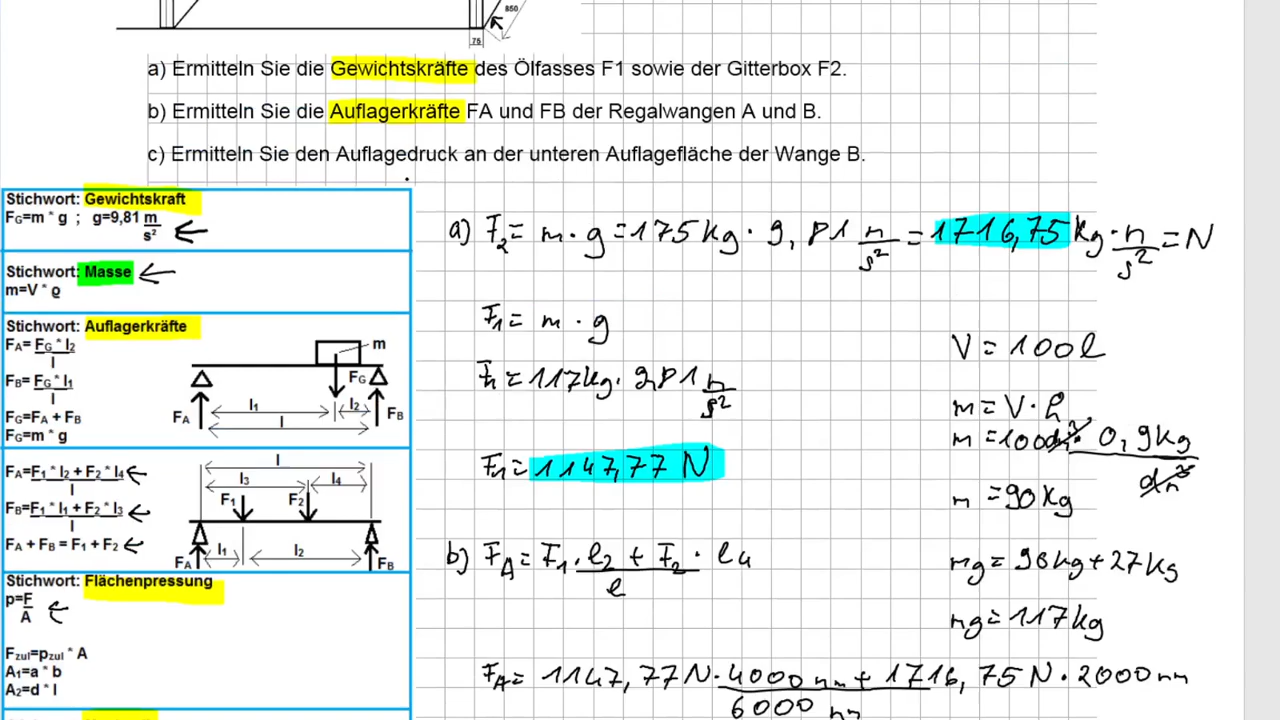 850
75
a) Ermitteln Sie die Gewichtskräfte des Ölfasses F1 sowie der Gitterbox F2.
b) Ermitteln Sie die Auflagerkräfte FA und FB der Regalwangen A und B.
c) Ermitteln Sie den Auflagedruck an der unteren Auflagefläche der Wange B.
Stichwort: Gewichtskraft
FG=m * g ; g=9,81 m
s²
Stichwort: Masse
m=V * ϱ
Stichwort: Auflagerkräfte
FA= FG * l2
l
FB= FG * l1
l
FG=FA + FB
FG=m * g
m
FG
l1
l2
FA
l
FB
FA=F1 * l2 + F2 * l4
l
FB=F1 * l1 + F2 * l3
l
FA + FB = F1 + F2
l
l3
l4
F1
F2
l1
l2
FA
FB
Stichwort: Flächenpressung
p=F
A
Fzul=pzul * A
A1=a * b
A2=d * l
a) F2 = m · g = 175 kg · 9,81 m/s² = 1716,75 kg · m/s² = N
F1 = m · g
F1 = 117 kg · 9,81 m/s²
F1 = 1147,77 N
V = 100 l
m = V · ϱ
m = 100 dm³ · 0,9 kg
dm³
m = 90 kg
mg = 90 kg + 27 kg
mg = 117 kg
b) FA = F1 · l2 + F2 · l4
l
FA = 1147,77 N · 4000 mm + 1716,75 N · 2000 mm
6000 mm